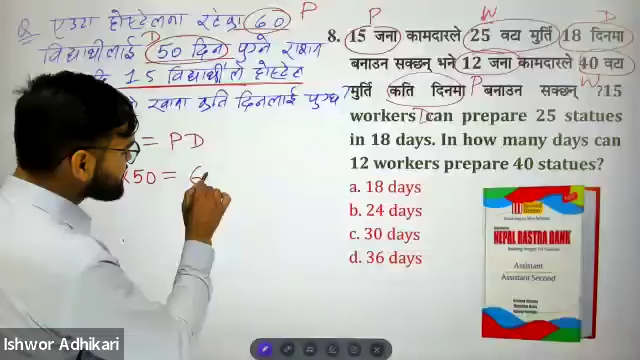 Q एउटा होस्टेलमा रहेका 60 P
विद्यार्थीलाई 50 दिन पुग्ने राशन
D
15 विद्यार्थीले होस्टेल
कति दिनलाई पुग्छ ?
= PD
x50 = 6
P W D
8. 15 जना कामदारले 25 वटा मुर्ति 18 दिनमा
बनाउन सक्छन् भने 12 जना कामदारले 40 वटा
मुर्ति कति दिनमा P बनाउन सक्छन् W ?15
workers D can prepare 25 statues
in 18 days. In how many days can
12 workers prepare 40 statues?
a. 18 days
b. 24 days
c. 30 days
d. 36 days
NEPAL RASTRA BANK
Assistant
Assistant Second
Ishwor Adhikari